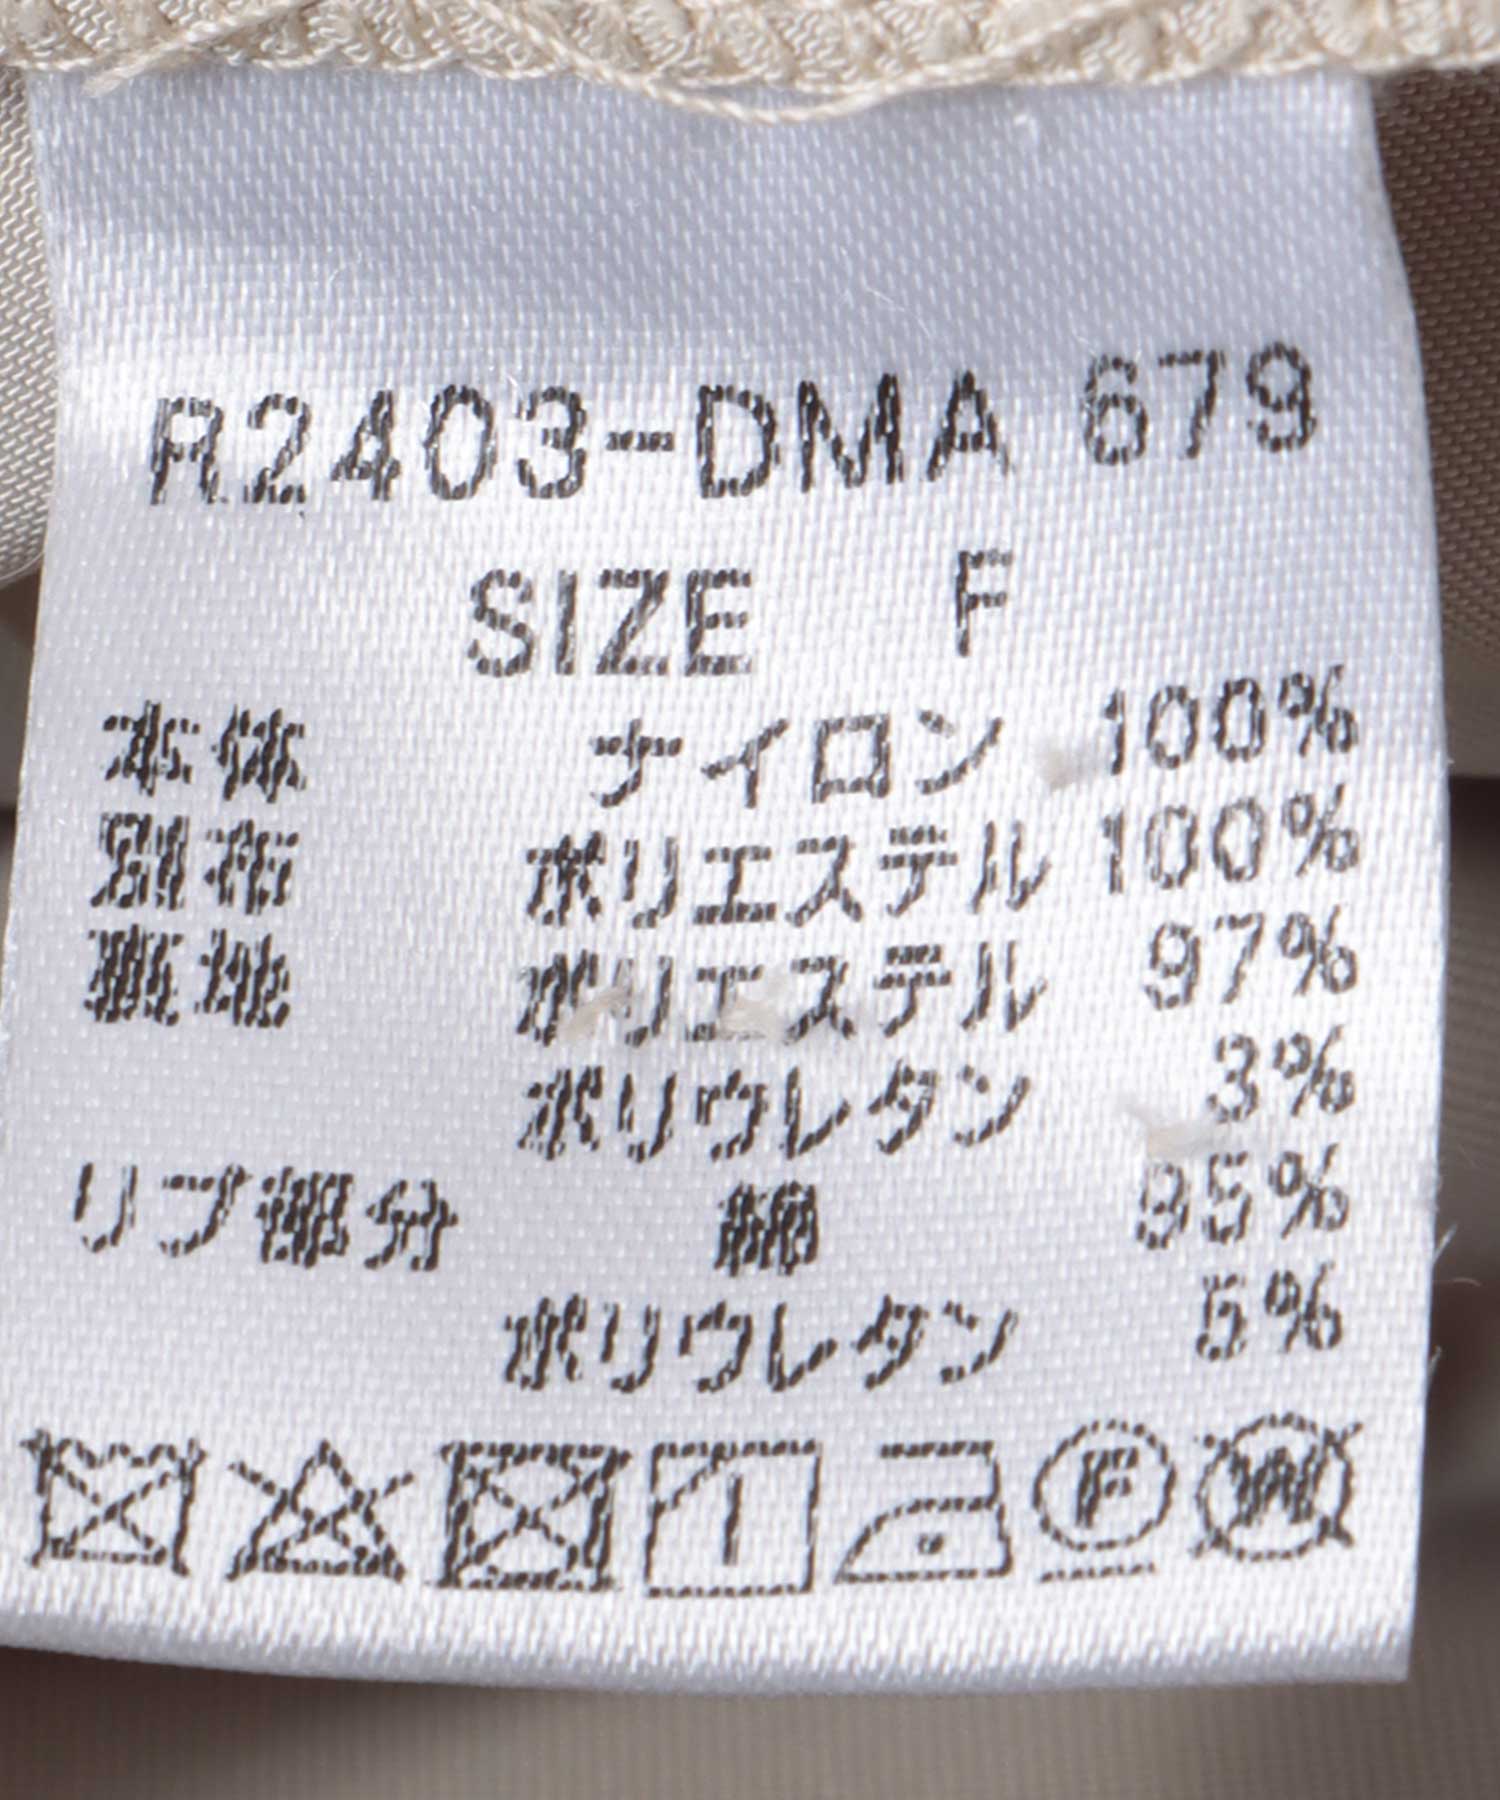 R2403-DMA 679
SIZE F
本体 ナイロン 100%
別布 ポリエステル 100%
裏地 ポリエステル 97%
ポリウレタン 3%
リブ部分 綿 95%
ポリウレタン 5%
F W